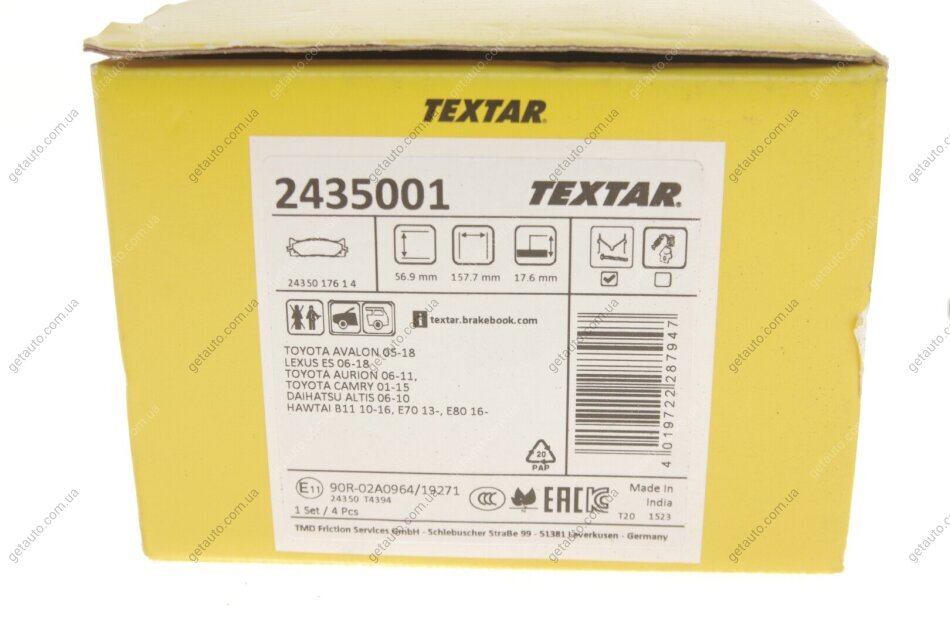 TEXTAR
2435001
TEXTAR
24350 176 1 4
56.9 mm
157.7 mm
17.6 mm
i textar.brakebook.com
TOYOTA AVALON 05-18
LEXUS ES 06-18,
TOYOTA AURION 06-11,
TOYOTA CAMRY 01-15
DAIHATSU ALTIS 06-10
HAWTAI B11 10-16, E70 13-, E80 16-
4 019722 287947
20
PAP
E11 90R-02A0964/19271
24350 T4394
CCC
EAC
Made In
India
1 Set / 4 Pcs
T20 1523
TMD Friction Services GmbH - Schlebuscher Straße 99 - 51381 Leverkusen - Germany
getauto.com.ua